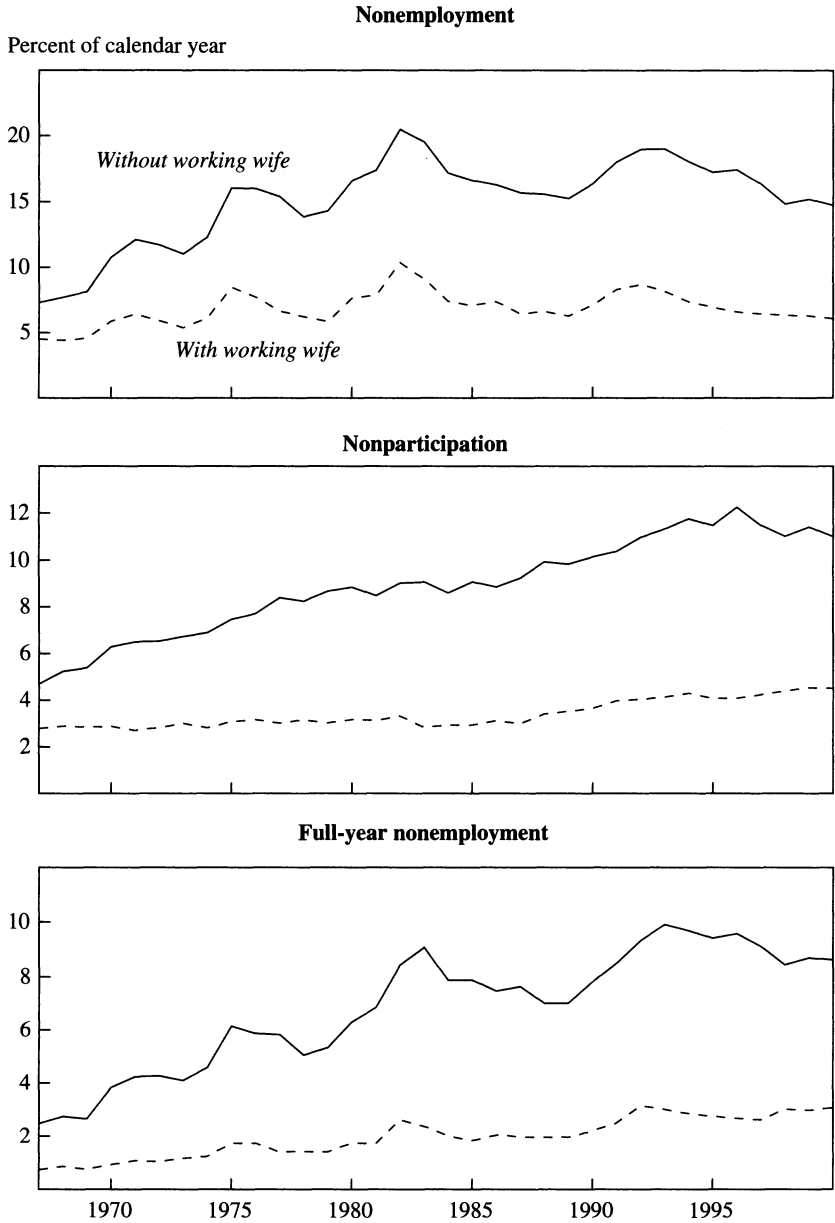 Nonemployment
Percent of calendar year
20
Without working wife
15
10
With working wife
5
Nonparticipation
12
10
8
6
4
2
Full-year nonemployment
10
8
6
4
2
1970 1975 1980 1985 1990 1995